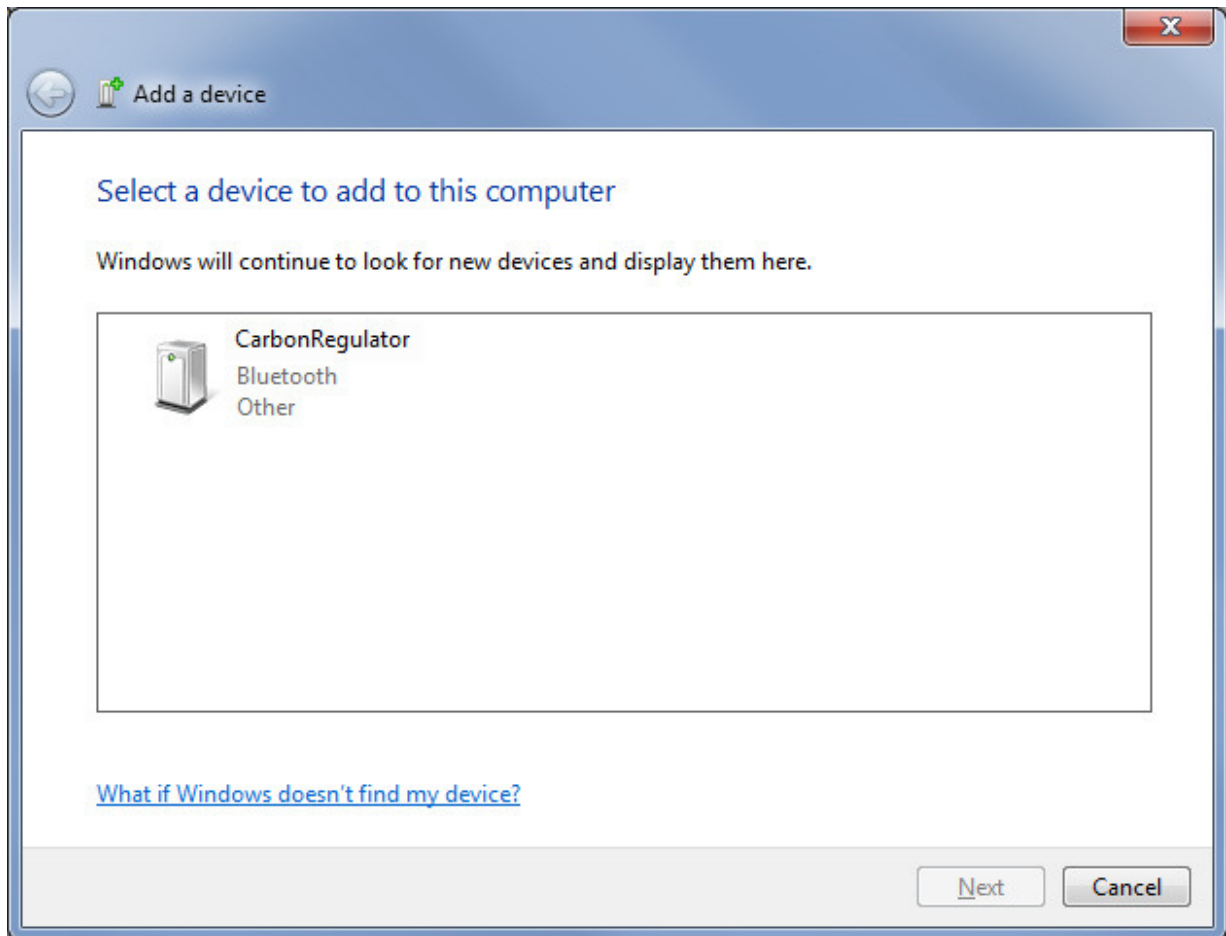 Add a device
Select a device to add to this computer
Windows will continue to look for new devices and display them here.
CarbonRegulator
Bluetooth
Other
What if Windows doesn't find my device?
Next
Cancel